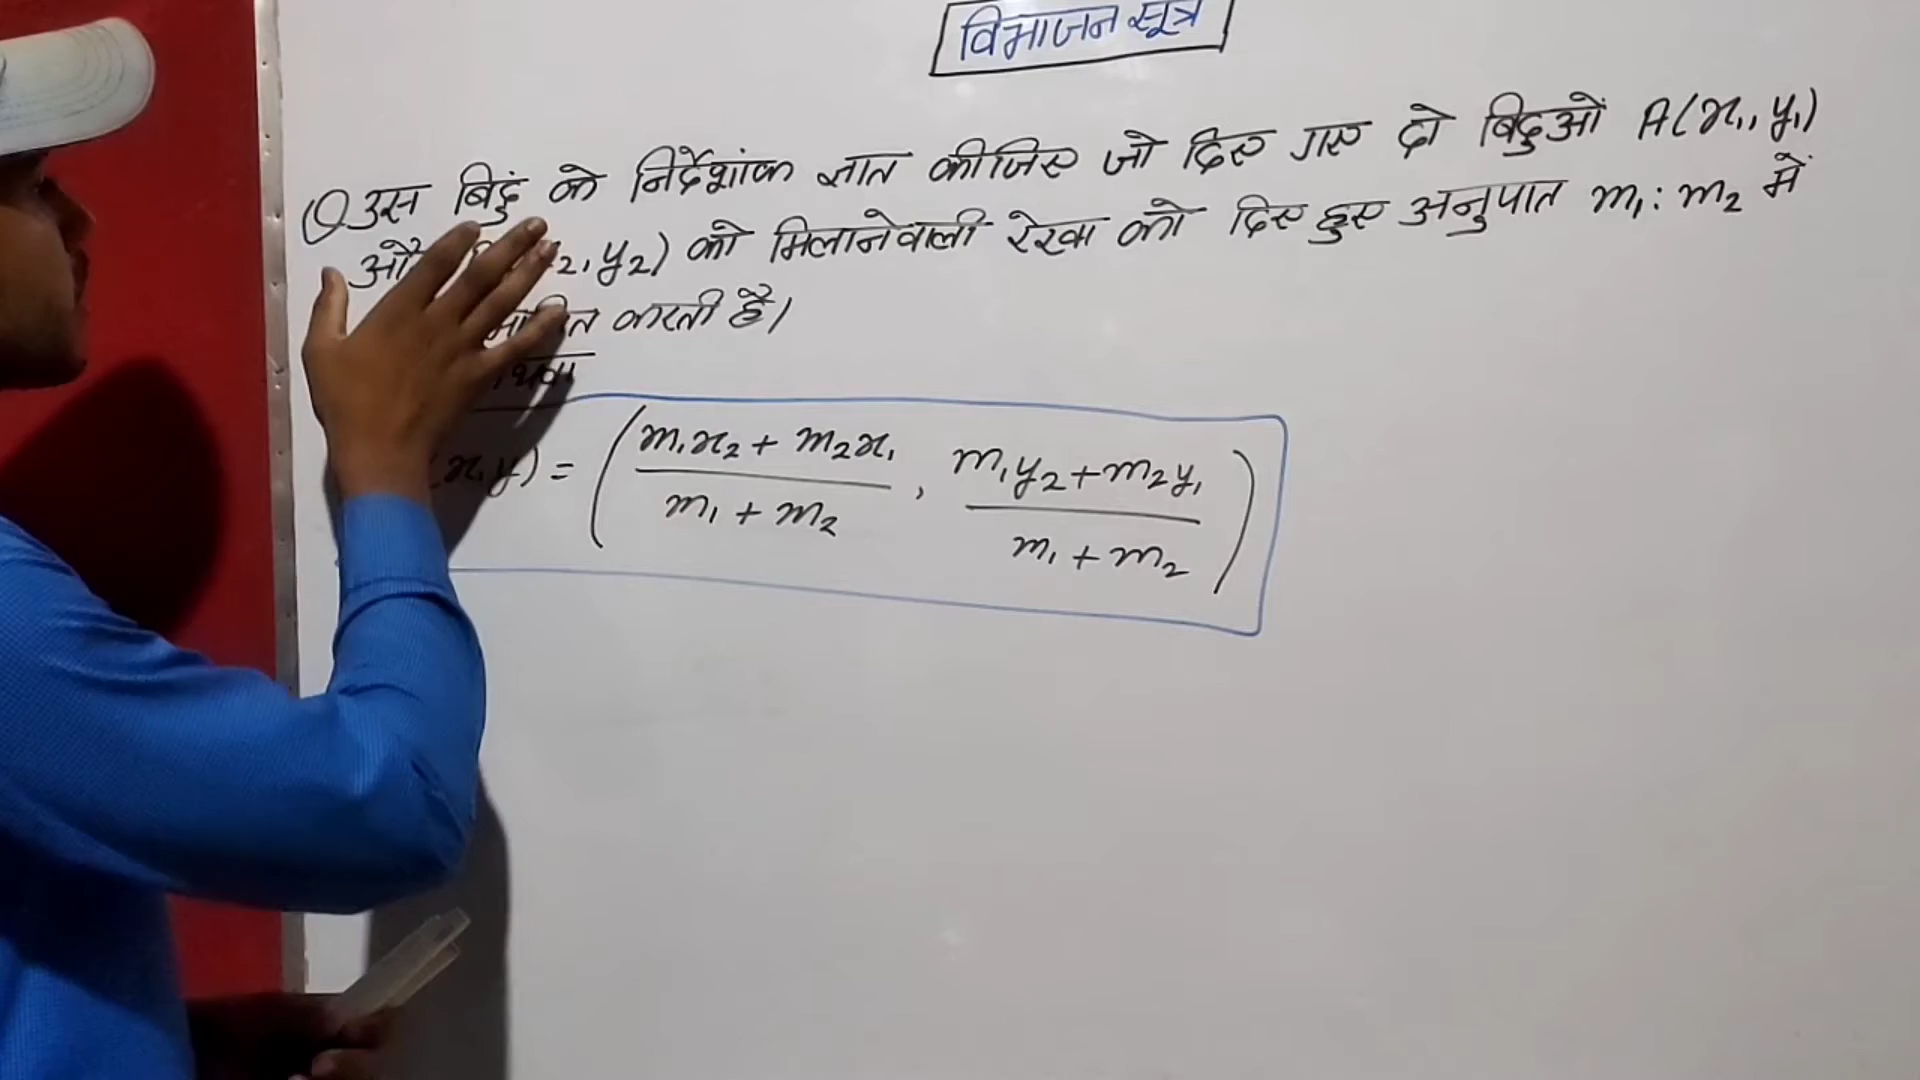 विभाजन सूत्र
Q उस बिदुं के निर्देशांक ज्ञात कीजिए जो दिए गए दो बिदुओं A(x₁, y₁)
और ₂, y₂) को मिलानेवाली रेखा को दिए हुए अनुपात m₁ : m₂ में
करती है।
(x, y) = ( (m₁x₂ + m₂x₁)/(m₁ + m₂) , (m₁y₂ + m₂y₁)/(m₁ + m₂) )